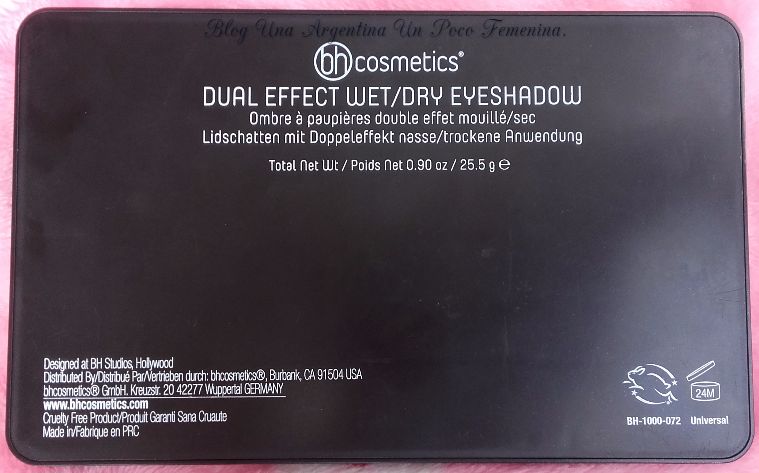 Blog Una Argentina Un Poco Femenina.
bhcosmetics®
DUAL EFFECT WET/DRY EYESHADOW
Ombre à paupières double effet mouillé/sec
Lidschatten mit Doppeleffekt nasse/trockene Anwendung
Total Net Wt / Poids Net 0.90 oz / 25.5 g ℮
Designed at BH Studios, Hollywood
Distributed By/Distribué Par/Vertrieben durch: bhcosmetics®, Burbank, CA 91504 USA
bhcosmetics® GmbH. Kreuzstr. 20 42277 Wuppertal GERMANY
www.bhcosmetics.com
Cruelty Free Product/Produit Garanti Sana Cruaute
Made in/Fabrique en PRC
24M
BH-1000-072 Universal